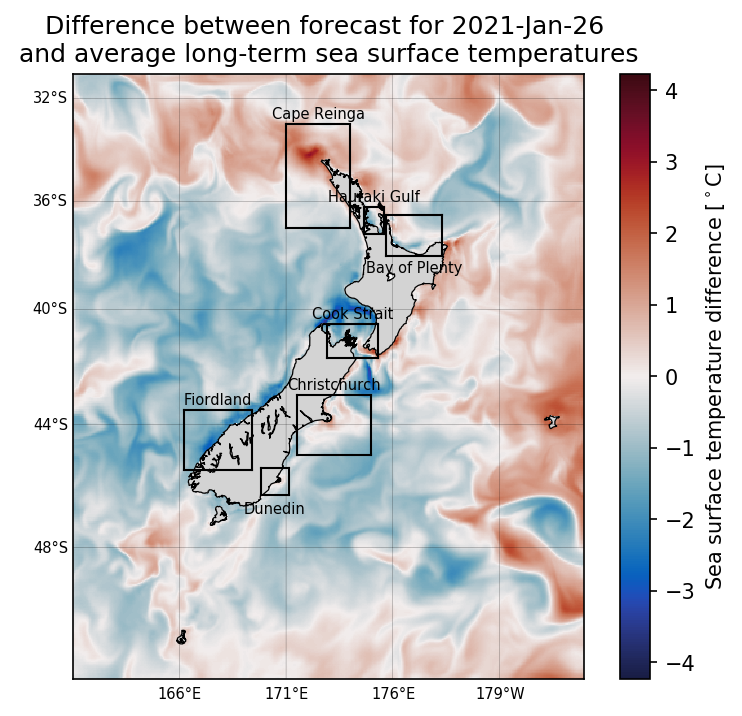 Difference between forecast for 2021-Jan-26
and average long-term sea surface temperatures
32°S
36°S
40°S
44°S
48°S
Cape Reinga
Hauraki Gulf
Bay of Plenty
Cook Strait
Christchurch
Fiordland
Dunedin
166°E
171°E
176°E
179°W
4
3
2
1
0
−1
−2
−3
−4
Sea surface temperature difference [°C]